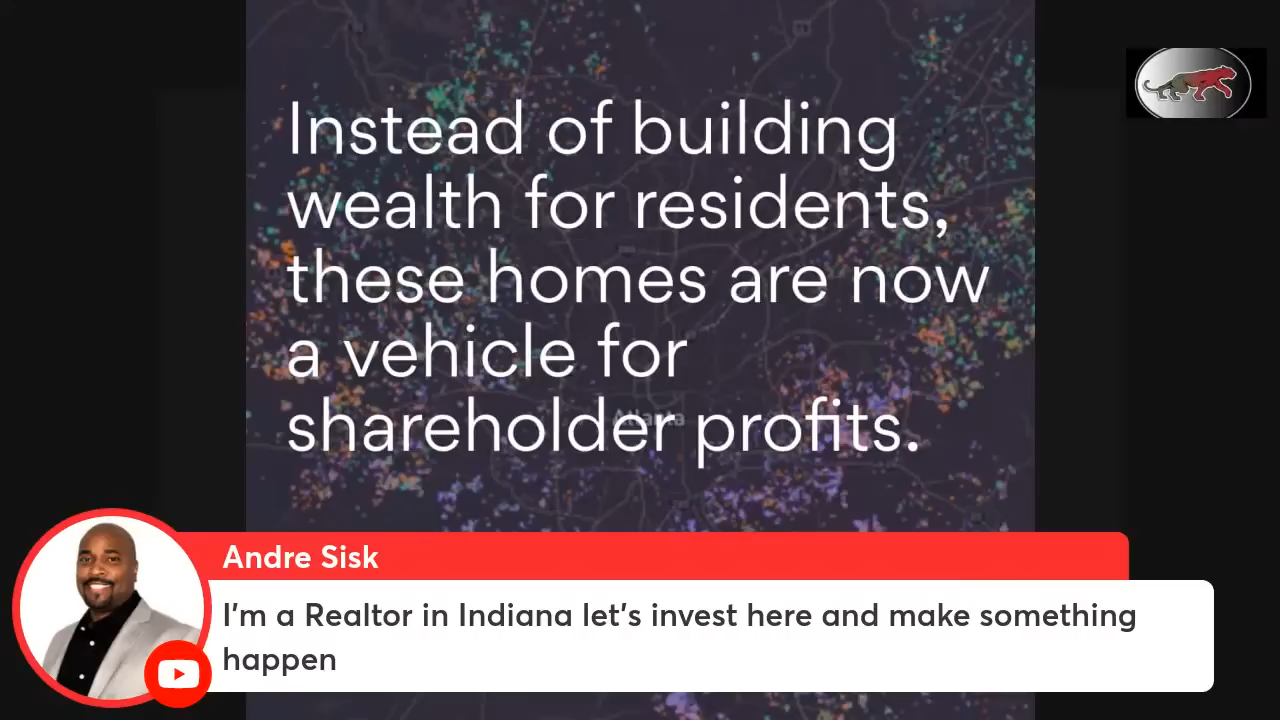 Instead of building
wealth for residents,
these homes are now
a vehicle for
shareholder profits.
Atlanta
Andre Sisk
I'm a Realtor in Indiana let's invest here and make something
happen